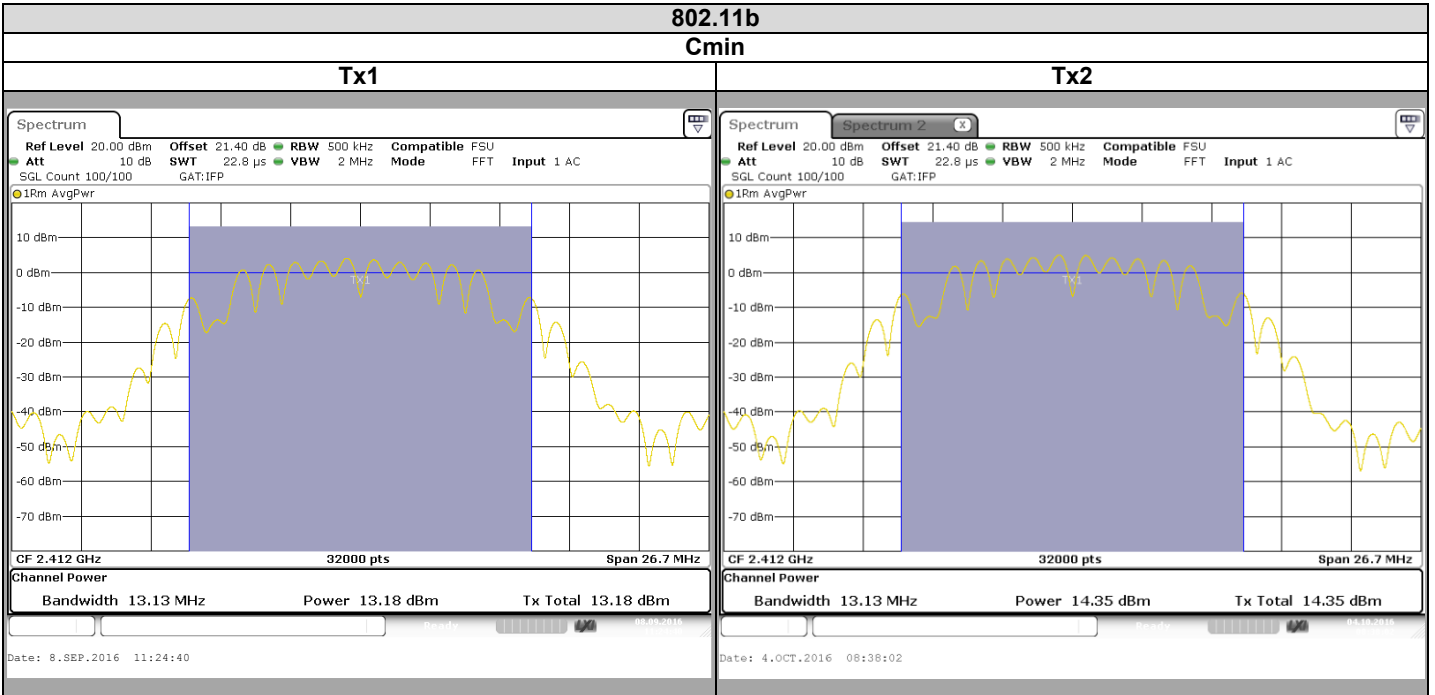 802.11b
Cmin
Tx1
Tx2
Spectrum
Ref Level 20.00 dBm Offset 21.40 dB RBW 500 kHz Compatible FSU
Att 10 dB SWT 22.8 µs VBW 2 MHz Mode FFT Input 1 AC
SGL Count 100/100 GAT:IFP
1Rm AvgPwr
10 dBm
0 dBm
TX1
-10 dBm
-20 dBm
-30 dBm
-40 dBm
-50 dBm
-60 dBm
-70 dBm
CF 2.412 GHz 32000 pts Span 26.7 MHz
Channel Power
Bandwidth 13.13 MHz Power 13.18 dBm Tx Total 13.18 dBm
Ready 08.09.2016
Date: 8.SEP.2016 11:24:40
Spectrum Spectrum 2 X
Ref Level 20.00 dBm Offset 21.40 dB RBW 500 kHz Compatible FSU
Att 10 dB SWT 22.8 µs VBW 2 MHz Mode FFT Input 1 AC
SGL Count 100/100 GAT:IFP
1Rm AvgPwr
10 dBm
0 dBm
TX1
-10 dBm
-20 dBm
-30 dBm
-40 dBm
-50 dBm
-60 dBm
-70 dBm
CF 2.412 GHz 32000 pts Span 26.7 MHz
Channel Power
Bandwidth 13.13 MHz Power 14.35 dBm Tx Total 14.35 dBm
Ready 04.10.2016
Date: 4.OCT.2016 08:38:02